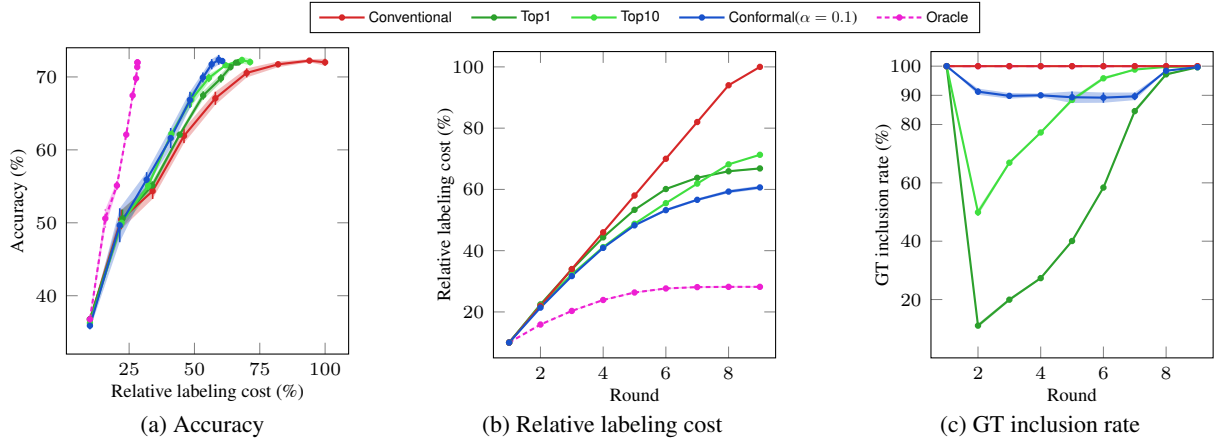 Conventional Top1 Top10 Conformal(α = 0.1) Oracle
Accuracy (%)
70
60
50
40
25 50 75 100
Relative labeling cost (%)
(a) Accuracy
Relative labeling cost (%)
100
80
60
40
20
2 4 6 8
Round
(b) Relative labeling cost
GT inclusion rate (%)
100
90
80
60
40
20
2 4 6 8
Round
(c) GT inclusion rate